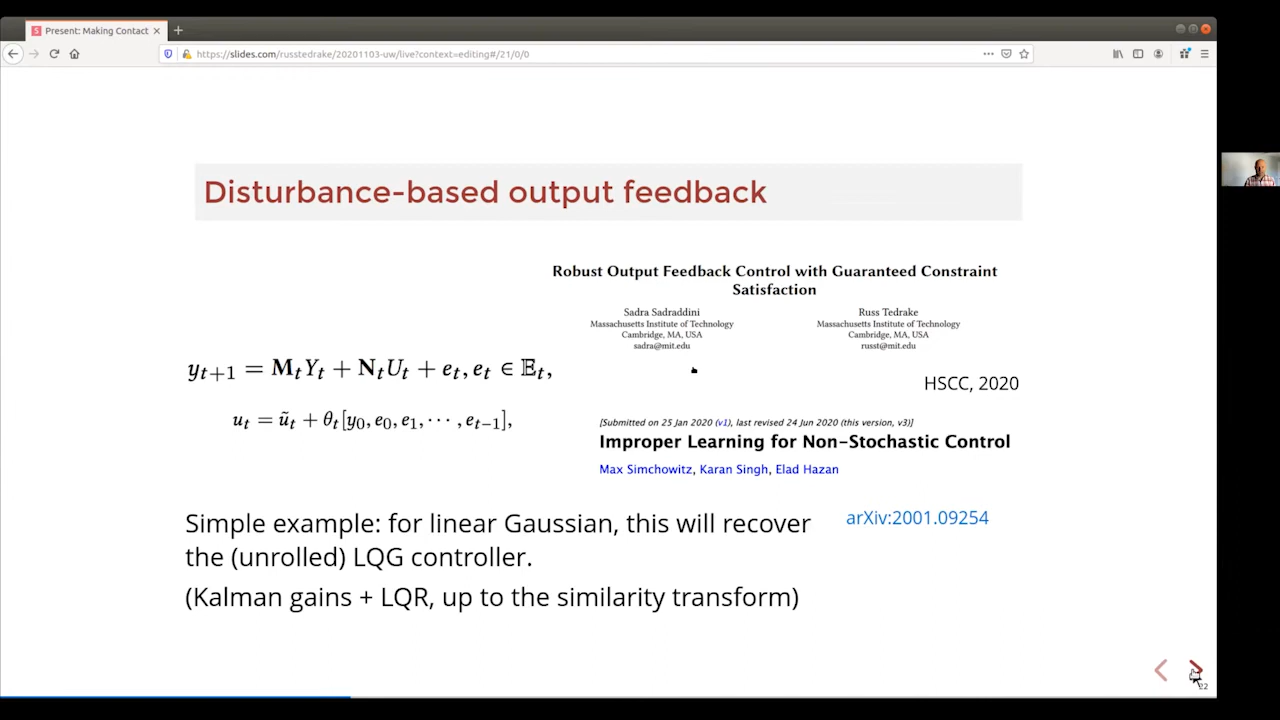 Present: Making Contact
https://slides.com/russtedrake/20201103-uw/live?context=editing#/21/0/0
Disturbance-based output feedback
Robust Output Feedback Control with Guaranteed Constraint
Satisfaction
Sadra Sadraddini
Massachusetts Institute of Technology
Cambridge, MA, USA
sadra@mit.edu
Russ Tedrake
Massachusetts Institute of Technology
Cambridge, MA, USA
russt@mit.edu
y_{t+1} = M_t Y_t + N_t U_t + e_t, e_t ∈ 𝔼_t,
HSCC, 2020
u_t = ũ_t + θ_t[y_0, e_0, e_1, ⋯ , e_{t−1}],
[Submitted on 25 Jan 2020 (v1), last revised 24 Jun 2020 (this version, v3)]
Improper Learning for Non-Stochastic Control
Max Simchowitz, Karan Singh, Elad Hazan
arXiv:2001.09254
Simple example: for linear Gaussian, this will recover
the (unrolled) LQG controller.
(Kalman gains + LQR, up to the similarity transform)
22